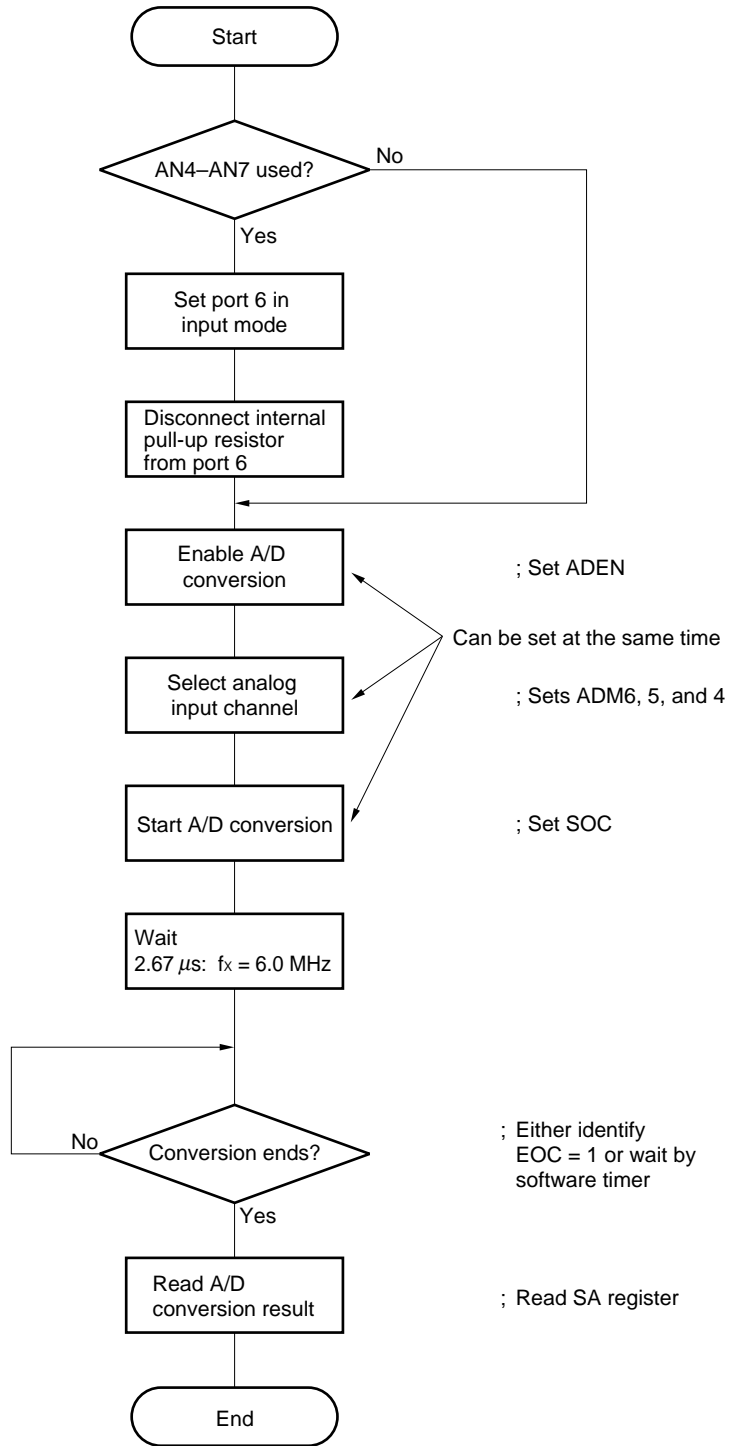 Start
AN4–AN7 used?
No
Yes
Set port 6 in
input mode
Disconnect internal
pull-up resistor
from port 6
Enable A/D
conversion
; Set ADEN
Can be set at the same time
Select analog
input channel
; Sets ADM6, 5, and 4
Start A/D conversion
; Set SOC
Wait
2.67 μs: fx = 6.0 MHz
No
Conversion ends?
; Either identify
EOC = 1 or wait by
software timer
Yes
Read A/D
conversion result
; Read SA register
End